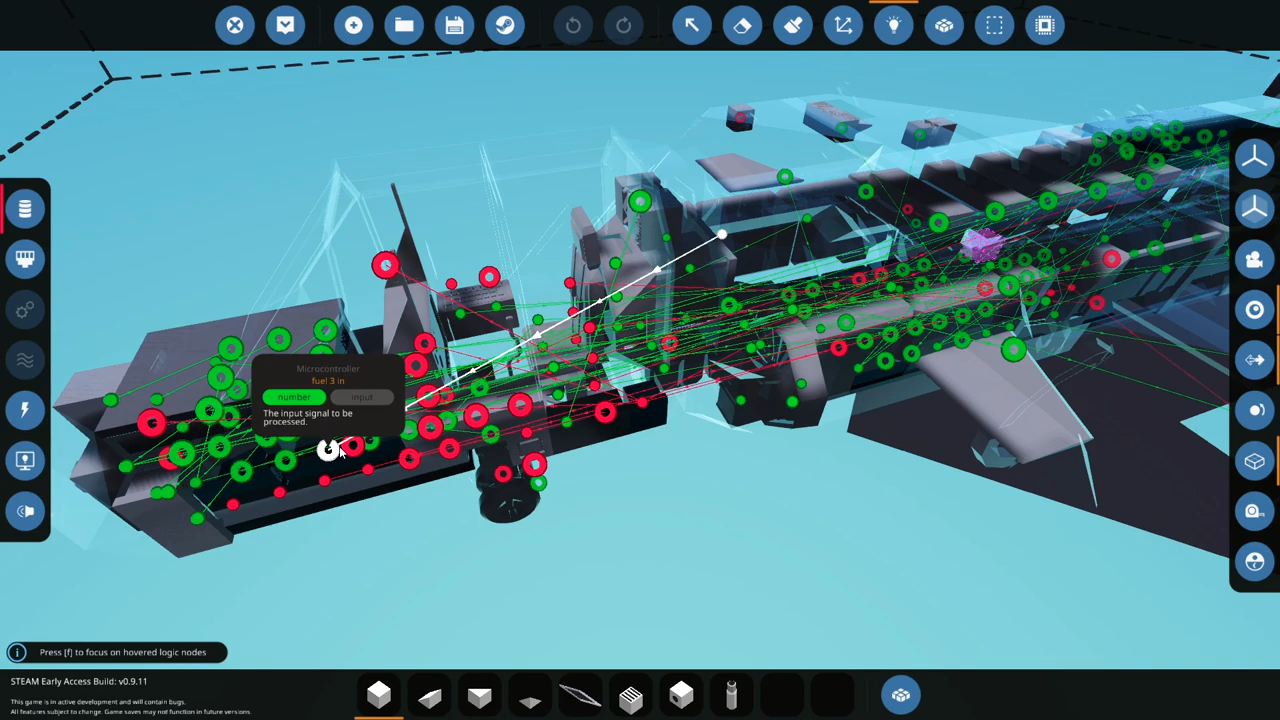 Microcontroller
fuel 3 in
number input
The input signal to be
processed.
Press [f] to focus on hovered logic nodes
STEAM Early Access Build: v0.9.11
This game is in active development and will contain bugs.
All features subject to change. Game saves may not function in future versions.